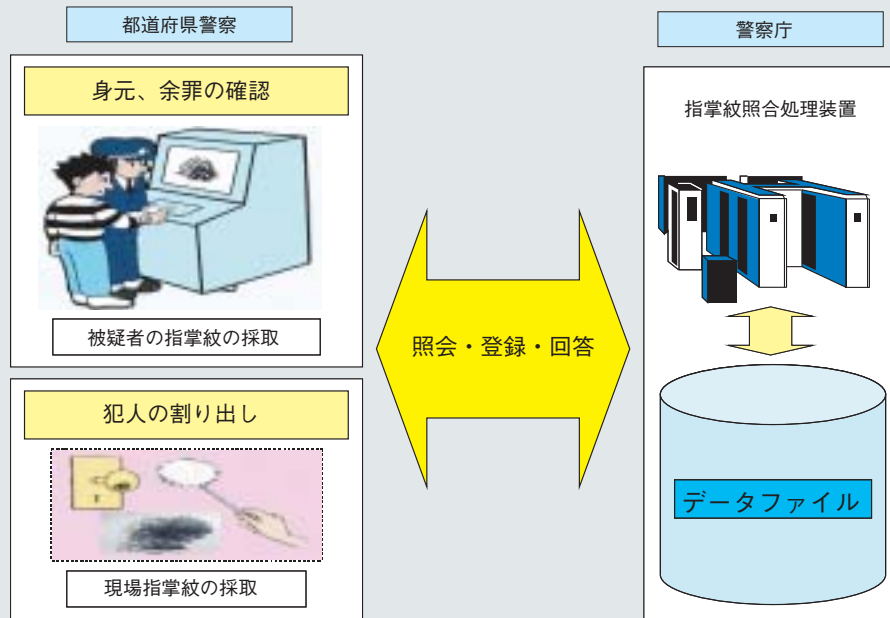 都道府県警察
身元、余罪の確認
被疑者の指掌紋の採取
犯人の割り出し
現場指掌紋の採取
照会・登録・回答
警察庁
指掌紋照合処理装置
データファイル